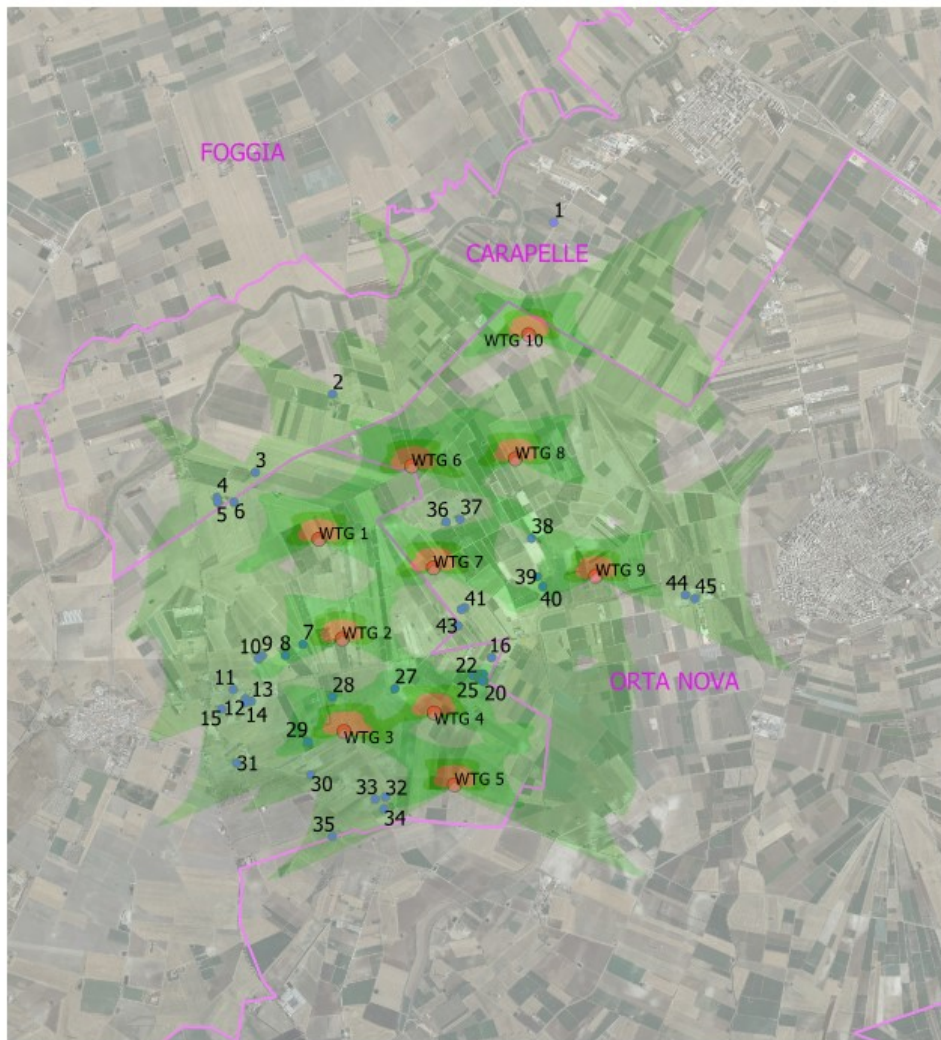 FOGGIA
1
CARAPELLE
WTG 10
2
WTG 6
WTG 8
3
4
5
6
36
37
WTG 1
38
WTG 7
39
WTG 9
40
44
45
41
43
WTG 2
7
8
9
10
16
22
ORTA NOVA
11
13
28
27
25
20
12
14
15
WTG 4
WTG 3
29
31
30
WTG 5
33
32
34
35